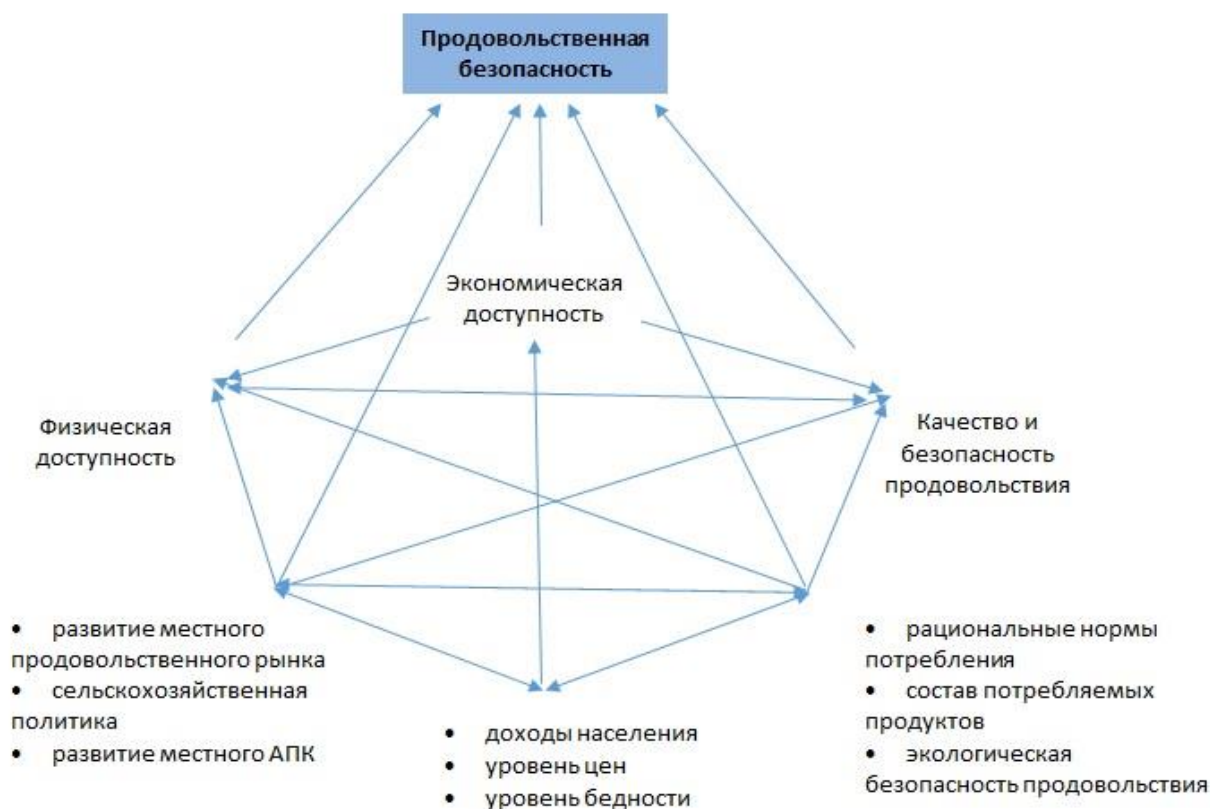 Продовольственная
безопасность
Экономическая
доступность
Физическая
доступность
Качество и
безопасность
продовольствия
• развитие местного
продовольственного рынка
• сельскохозяйственная
политика
• развитие местного АПК
• доходы населения
• уровень цен
• уровень бедности
• рациональные нормы
потребления
• состав потребляемых
продуктов
• экологическая
безопасность продовольствия